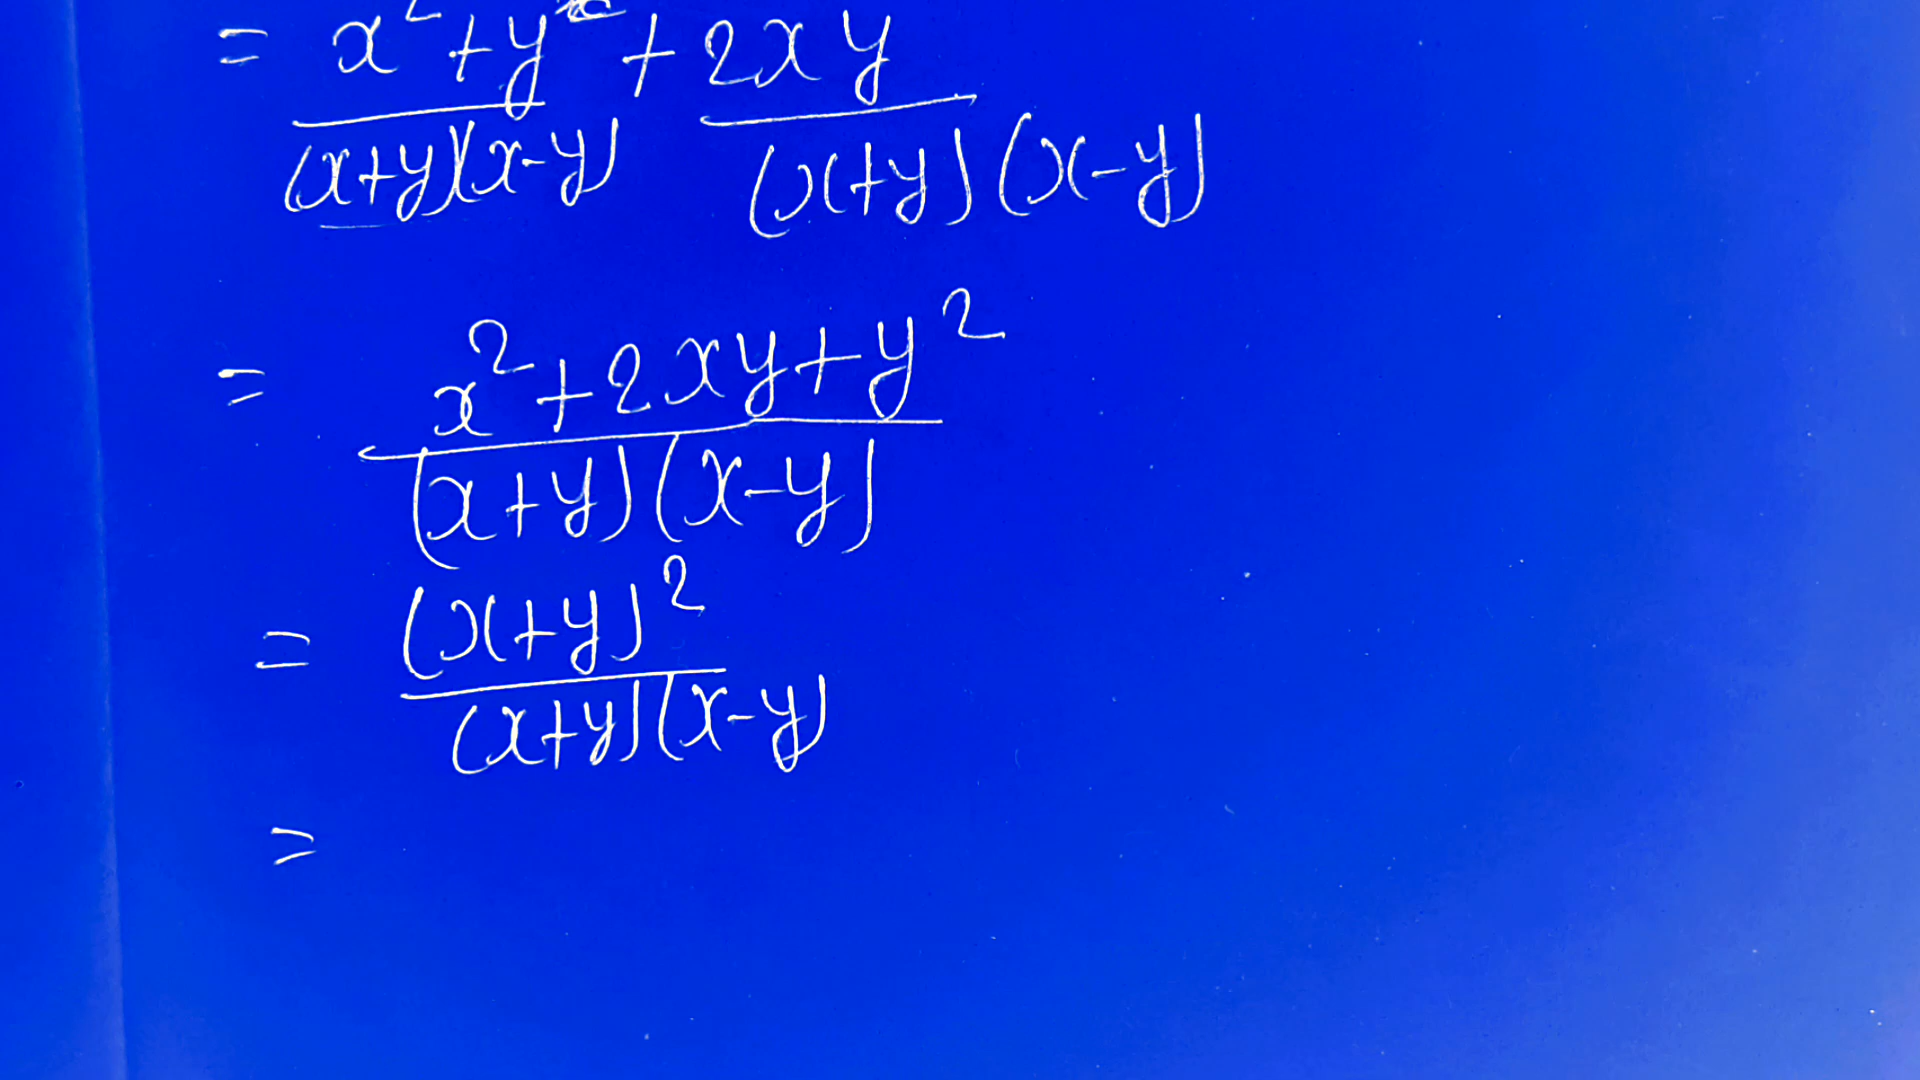 = x²+y² + 2xy
(x+y)(x-y) (x+y)(x-y)
= x²+2xy+y²
(x+y)(x-y)
= (x+y)²
(x+y)(x-y)
=